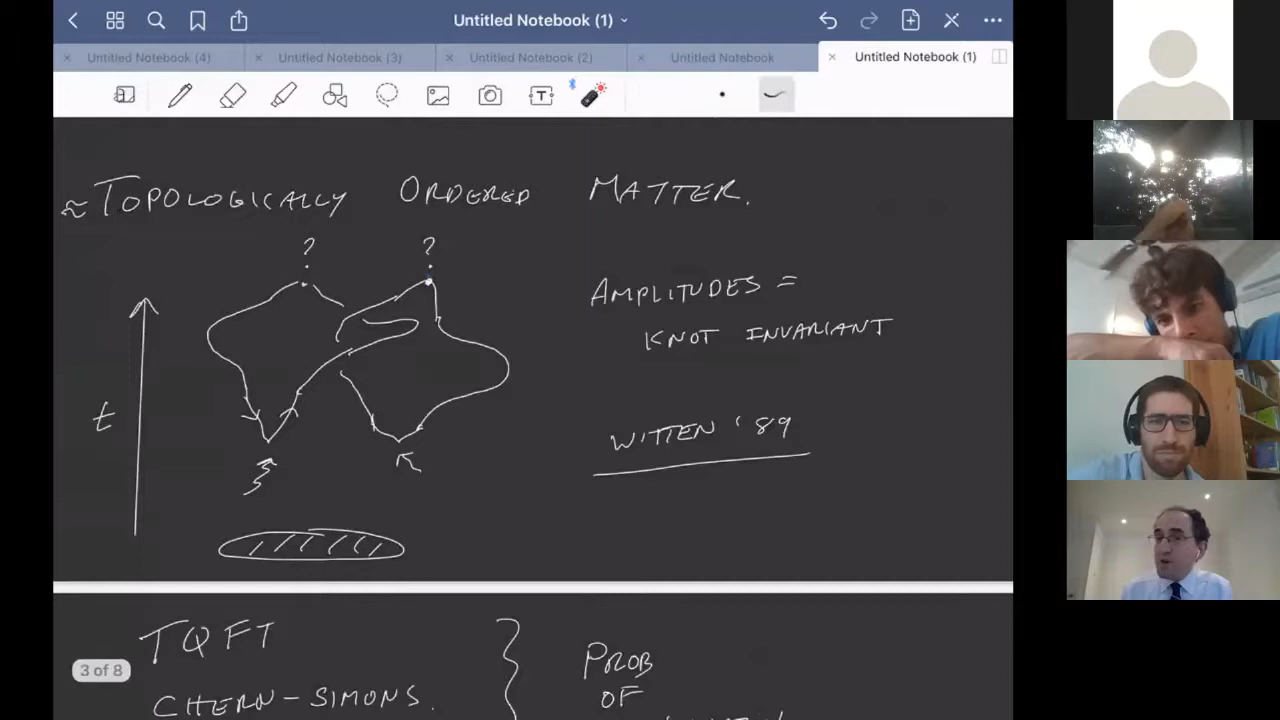 Untitled Notebook (1)
Untitled Notebook (4)
Untitled Notebook (3)
Untitled Notebook (2)
Untitled Notebook
Untitled Notebook (1)
≈ TOPOLOGICALLY ORDERED MATTER.
? ?
AMPLITUDES =
KNOT INVARIANT
t
WITTEN '89
TQFT
CHERN-SIMONS.
PROB
OF
3 of 8